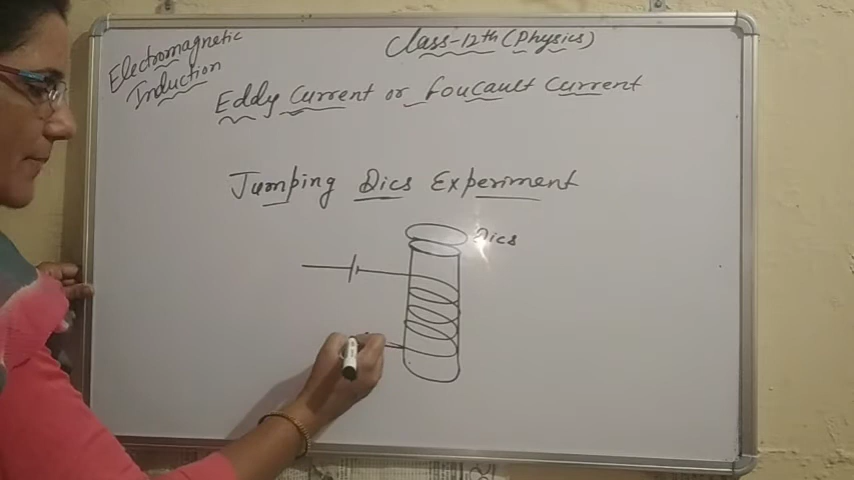 Electromagnetic
Induction
Class-12th (Physics)
Eddy Current or Foucault Current
Jumping Dics Experiment
Dics